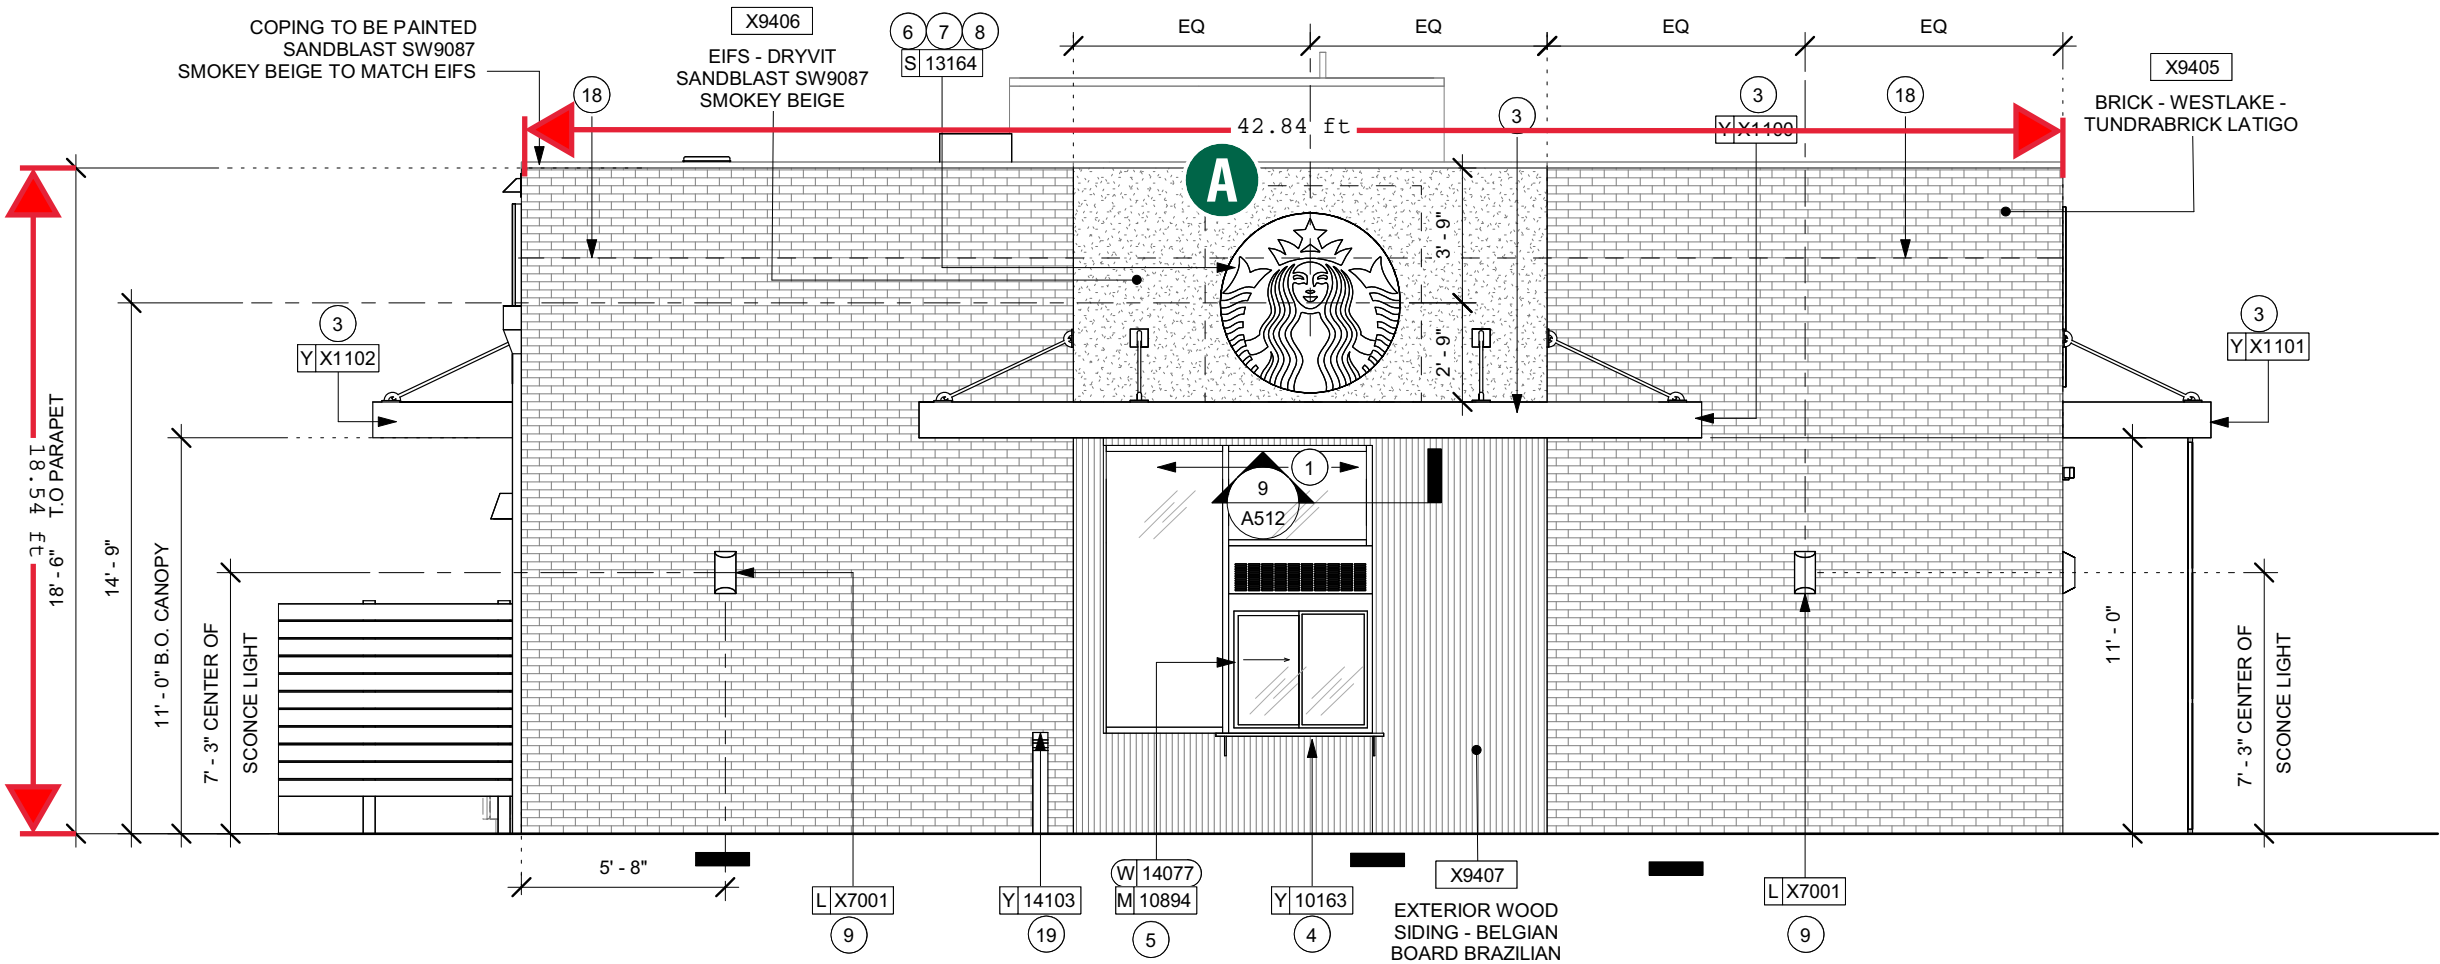 COPING TO BE PAINTED
SANDBLAST SW9087
SMOKEY BEIGE TO MATCH EIFS
18
X9406
EIFS - DRYVIT
SANDBLAST SW9087
SMOKEY BEIGE
6 7 8
S 13164
EQ EQ EQ EQ
42.84 ft
3
3
Y X1100
18
X9405
BRICK - WESTLAKE -
TUNDRABRICK LATIGO
A
3' - 9"
2' - 9"
3
Y X1102
3
Y X1101
18.54 ft
18' - 9" T.O PARAPET
14' - 9"
11' - 0" B.O. CANOPY
7' - 3" CENTER OF
SCONCE LIGHT
1
9
A512
11' - 0"
7' - 3" CENTER OF
SCONCE LIGHT
5' - 8"
L X7001
9
Y 14103
19
W 14077
M 10894
5
Y 10163
4
X9407
EXTERIOR WOOD
SIDING - BELGIAN
BOARD BRAZILIAN
L X7001
9